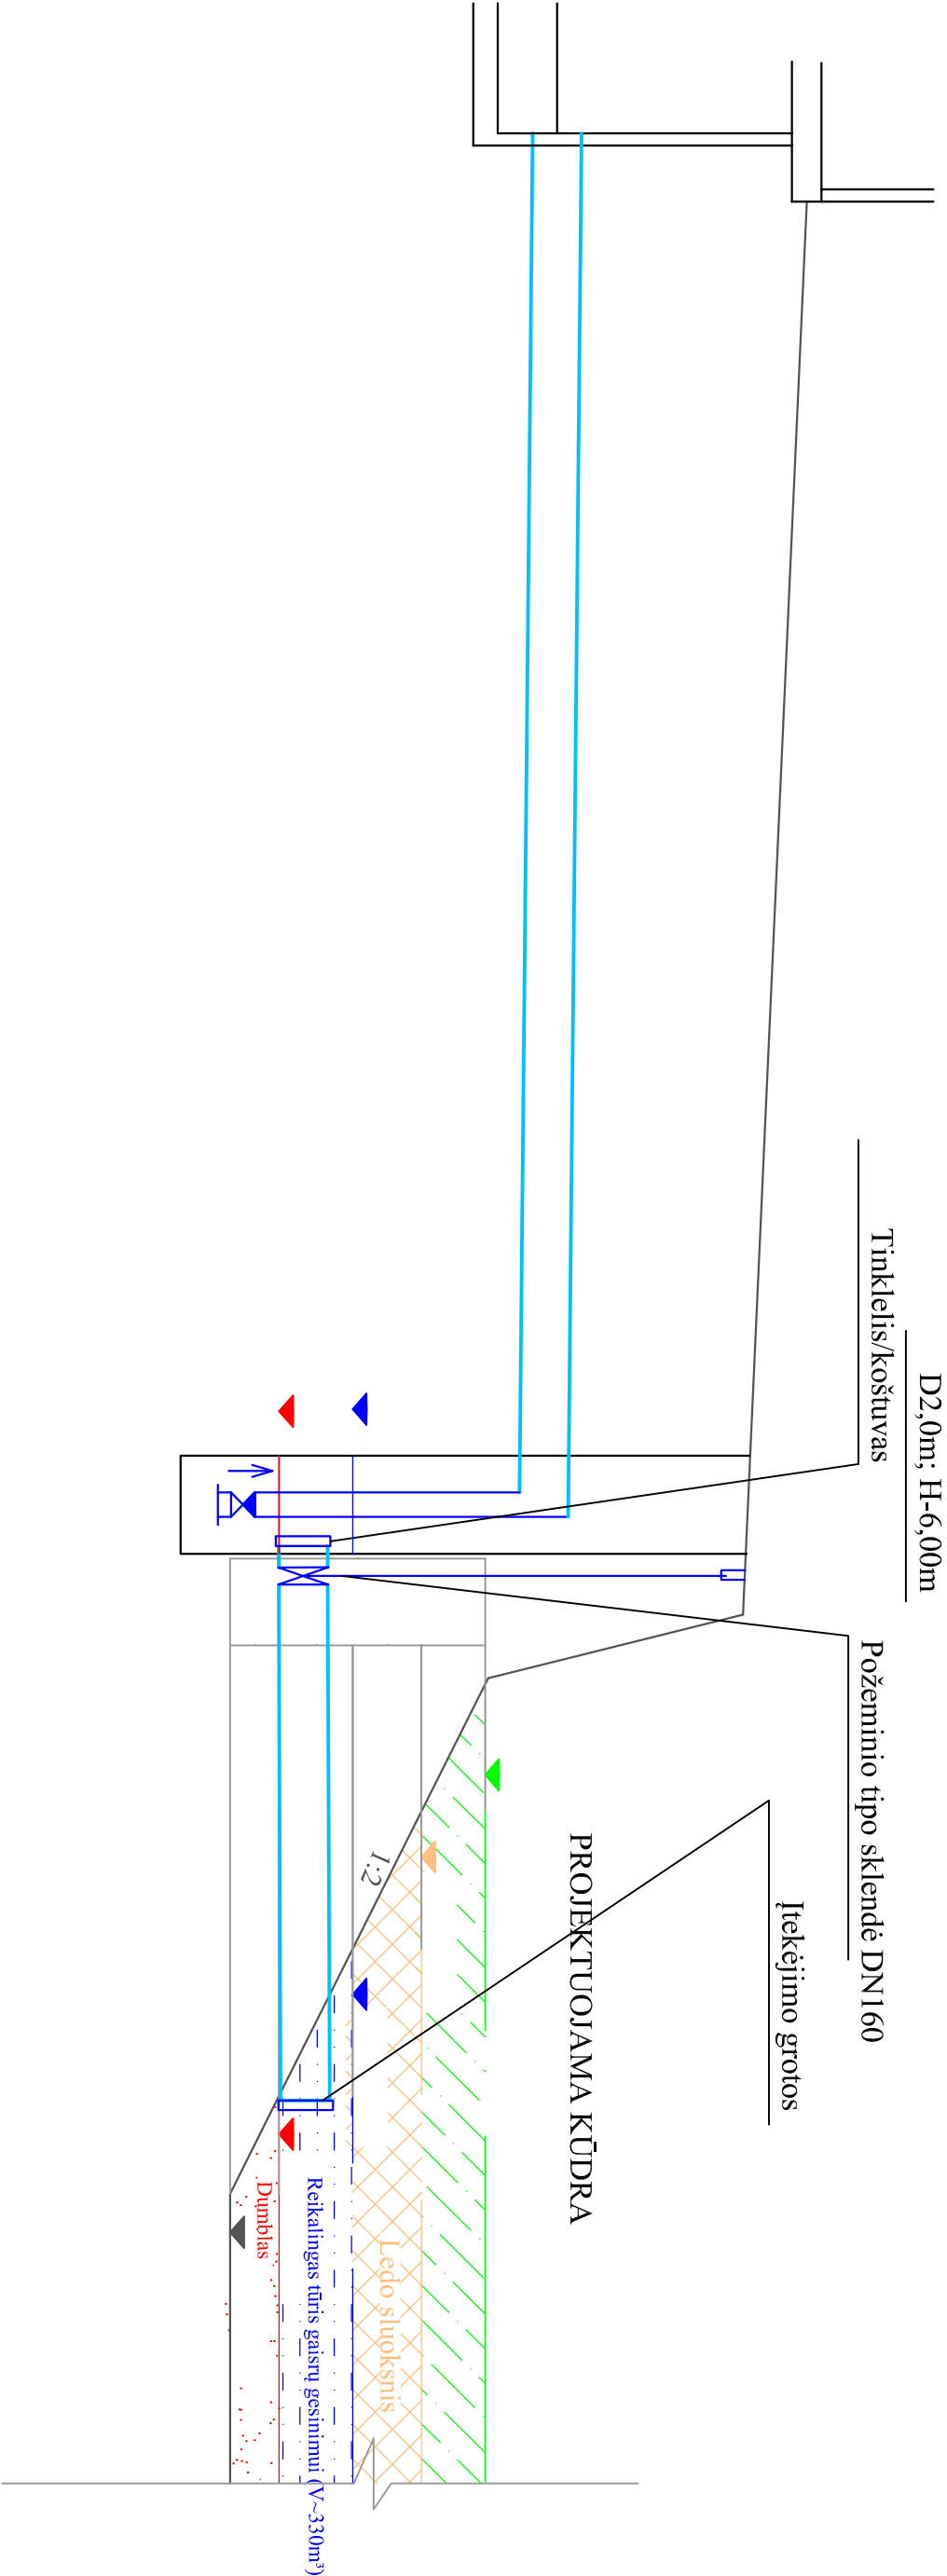 D2,0m; H-6,00m
Tinklelis/koštuvas
Požeminio tipo sklendė DN160
Įtekėjimo grotos
PROJEKTUOJAMA KŪDRA
1:2
Ledo sluoksnis
Reikalingas tūris gaisrų gesinimui (V~330m³)
Dumblas